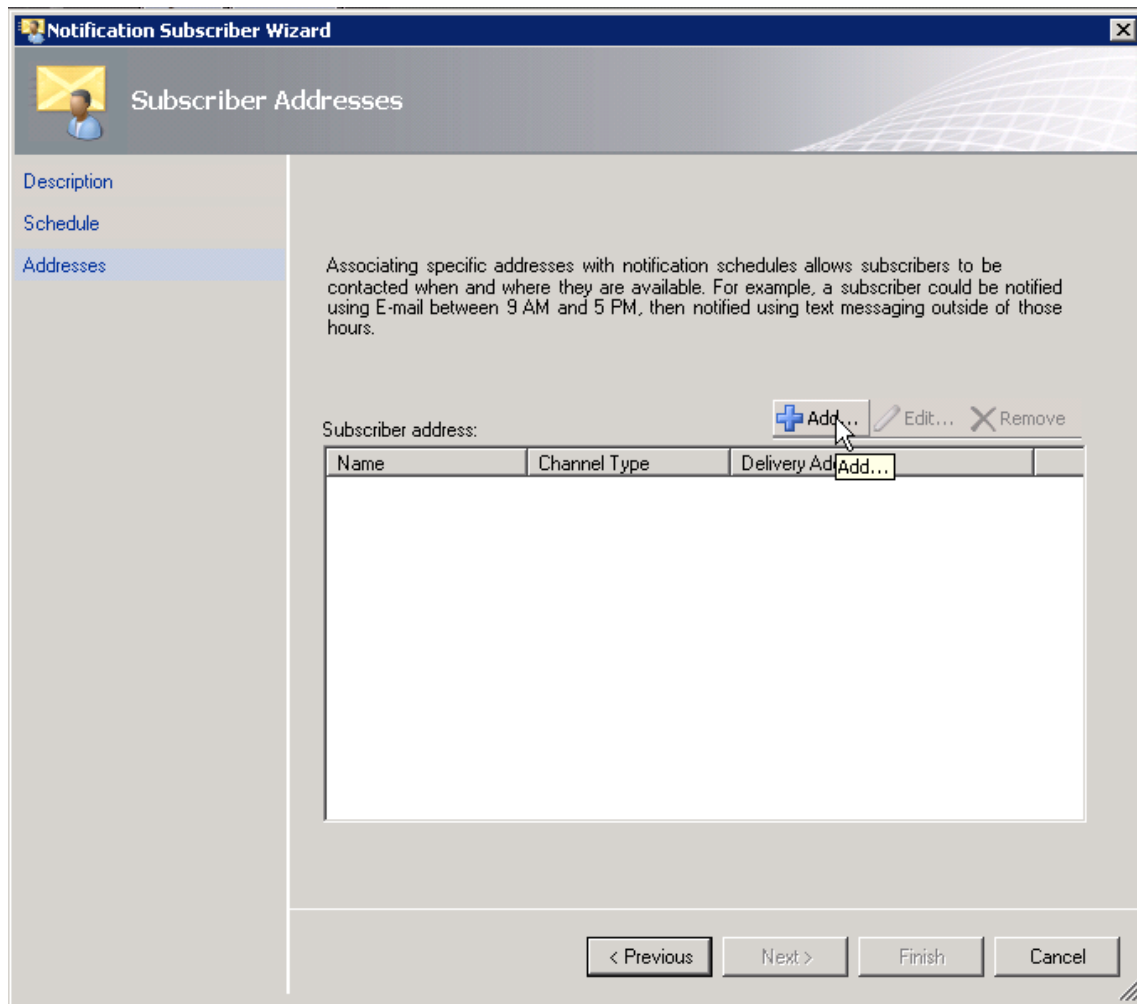 Notification Subscriber Wizard
Subscriber Addresses
Description
Schedule
Addresses
Associating specific addresses with notification schedules allows subscribers to be
contacted when and where they are available. For example, a subscriber could be notified
using E-mail between 9 AM and 5 PM, then notified using text messaging outside of those
hours.
Add... Edit... Remove
Subscriber address:
Name Channel Type Delivery Ad
Add...
< Previous Next > Finish Cancel